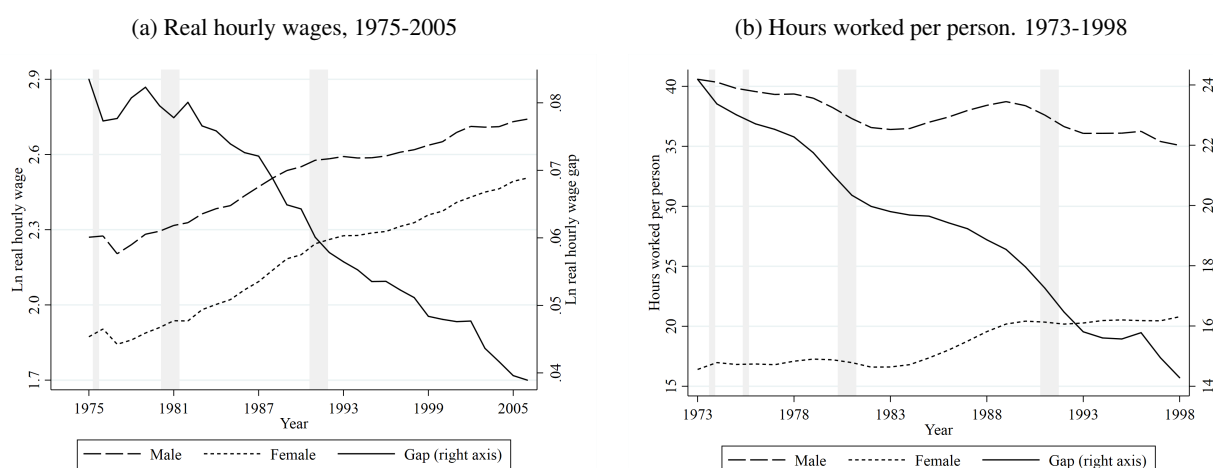 (a) Real hourly wages, 1975-2005
Ln real hourly wage
2.9
2.6
2.3
2.0
1.7
.08
.07
.06
.05
.04
Ln real hourly wage gap
1975
1981
1987
1993
1999
2005
Year
Male
Female
Gap (right axis)
(b) Hours worked per person. 1973-1998
Hours worked per person
40
35
30
25
20
15
24
22
20
18
16
14
1973
1978
1983
1988
1993
1998
Year
Male
Female
Gap (right axis)